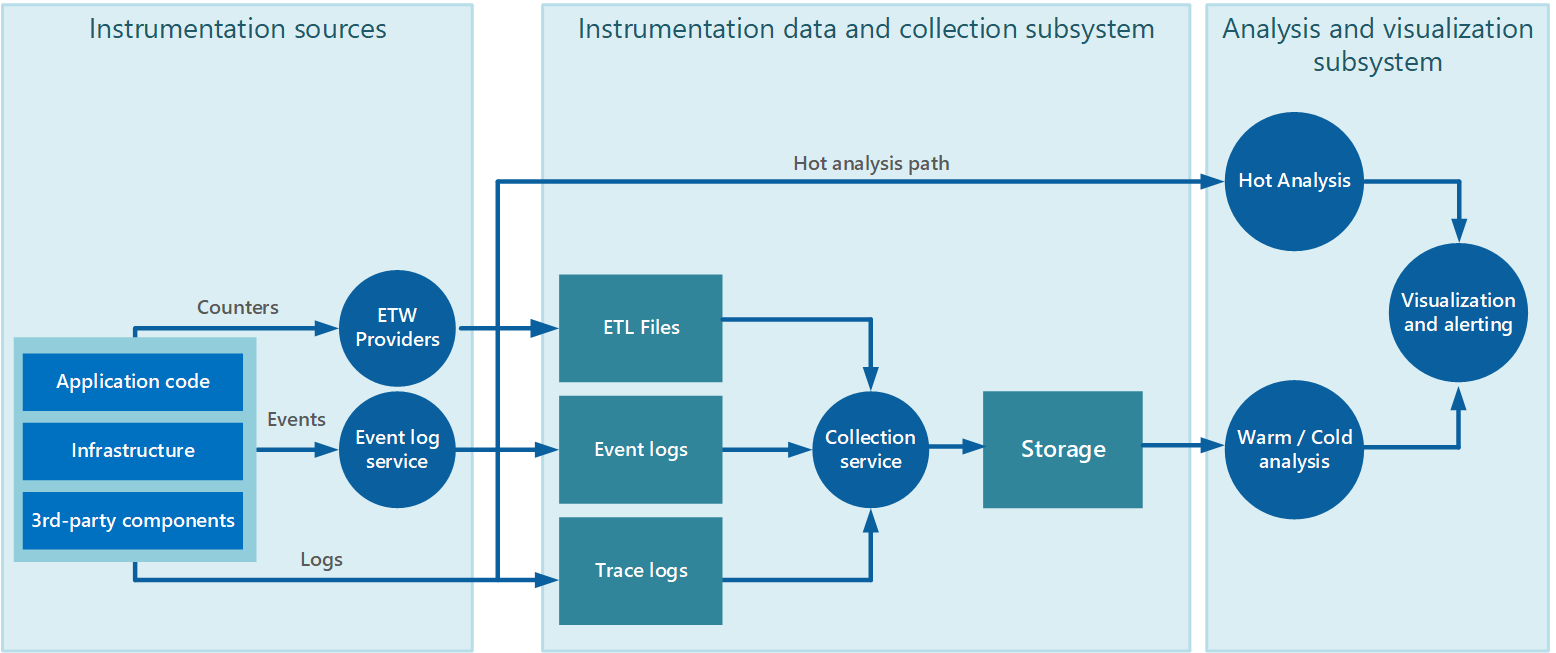 Instrumentation sources
Counters
ETW
Providers
Application code
Infrastructure
3rd-party components
Events
Event log
service
Logs
Instrumentation data and collection subsystem
Hot analysis path
ETL Files
Event logs
Trace logs
Collection
service
Storage
Analysis and visualization
subsystem
Hot Analysis
Visualization
and alerting
Warm / Cold
analysis